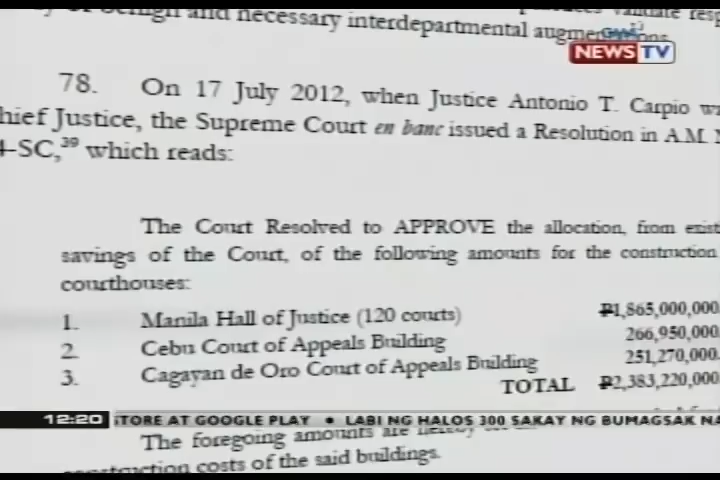 and necessary interdepartmental
NEWS TV
78. On 17 July 2012, when Justice Antonio T. Carpio
hief Justice, the Supreme Court en banc issued a Resolution in A.M.
4-SC,39 which reads:
The Court Resolved to APPROVE the allocation, from exist
savings of the Court, of the following amounts for the construction
courthouses:
1. Manila Hall of Justice (120 courts) ₱1,865,000,000
2. Cebu Court of Appeals Building 266,950,000
3. Cagayan de Oro Court of Appeals Building 251,270,000
TOTAL ₱2,383,220,000
12:20 STORE AT GOOGLE PLAY • LABI NG HALOS 300 SAKAY NG BUMAGSAK NA
The foregoing amounts are hereby
construction costs of the said buildings.